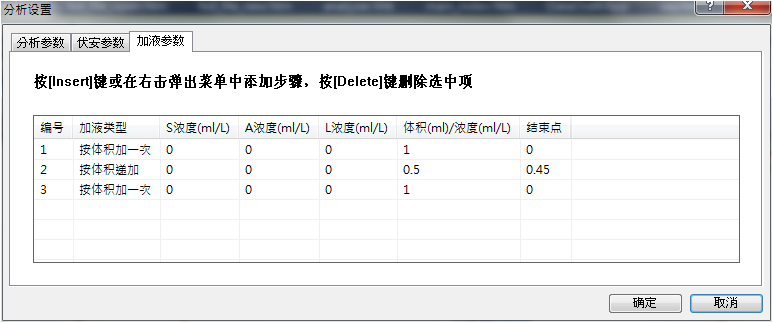 分析设置
分析参数 伏安参数 加液参数
按[Insert]键或在右击弹出菜单中添加步骤，按[Delete]键删除选中项
编号 加液类型 S浓度(ml/L) A浓度(ml/L) L浓度(ml/L) 体积(ml)/浓度(ml/L) 结束点
1 按体积加一次 0 0 0 1 0
2 按体积递加 0 0 0 0.5 0.45
3 按体积加一次 0 0 0 1 0
确定 取消